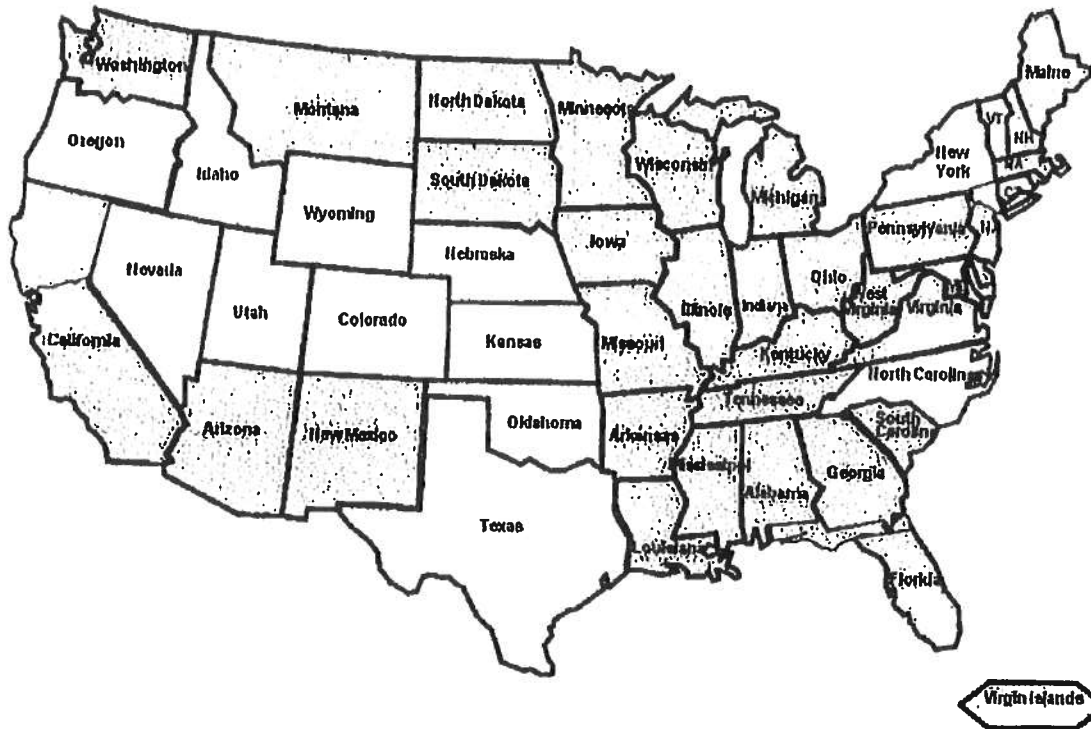 Maine
Washington
VT
North Dakota
Montana
Minnesota
NH
Oregon
New
York
MA
Wisconsin
Idaho
South Dakota
Michigan
Wyoming
Pennsylvania
NJ
Iowa
Nebraska
Nevada
Ohio
Utah
Illinois
Indiana
West
Virginia
Virginia
Colorado
California
Kansas
Missouri
Kentucky
North Carolina
Tennessee
Oklahoma
Arizona
New Mexico
Arkansas
South
Carolina
Mississippi
Georgia
Alabama
Texas
Louisiana
Florida
Virgin Islands